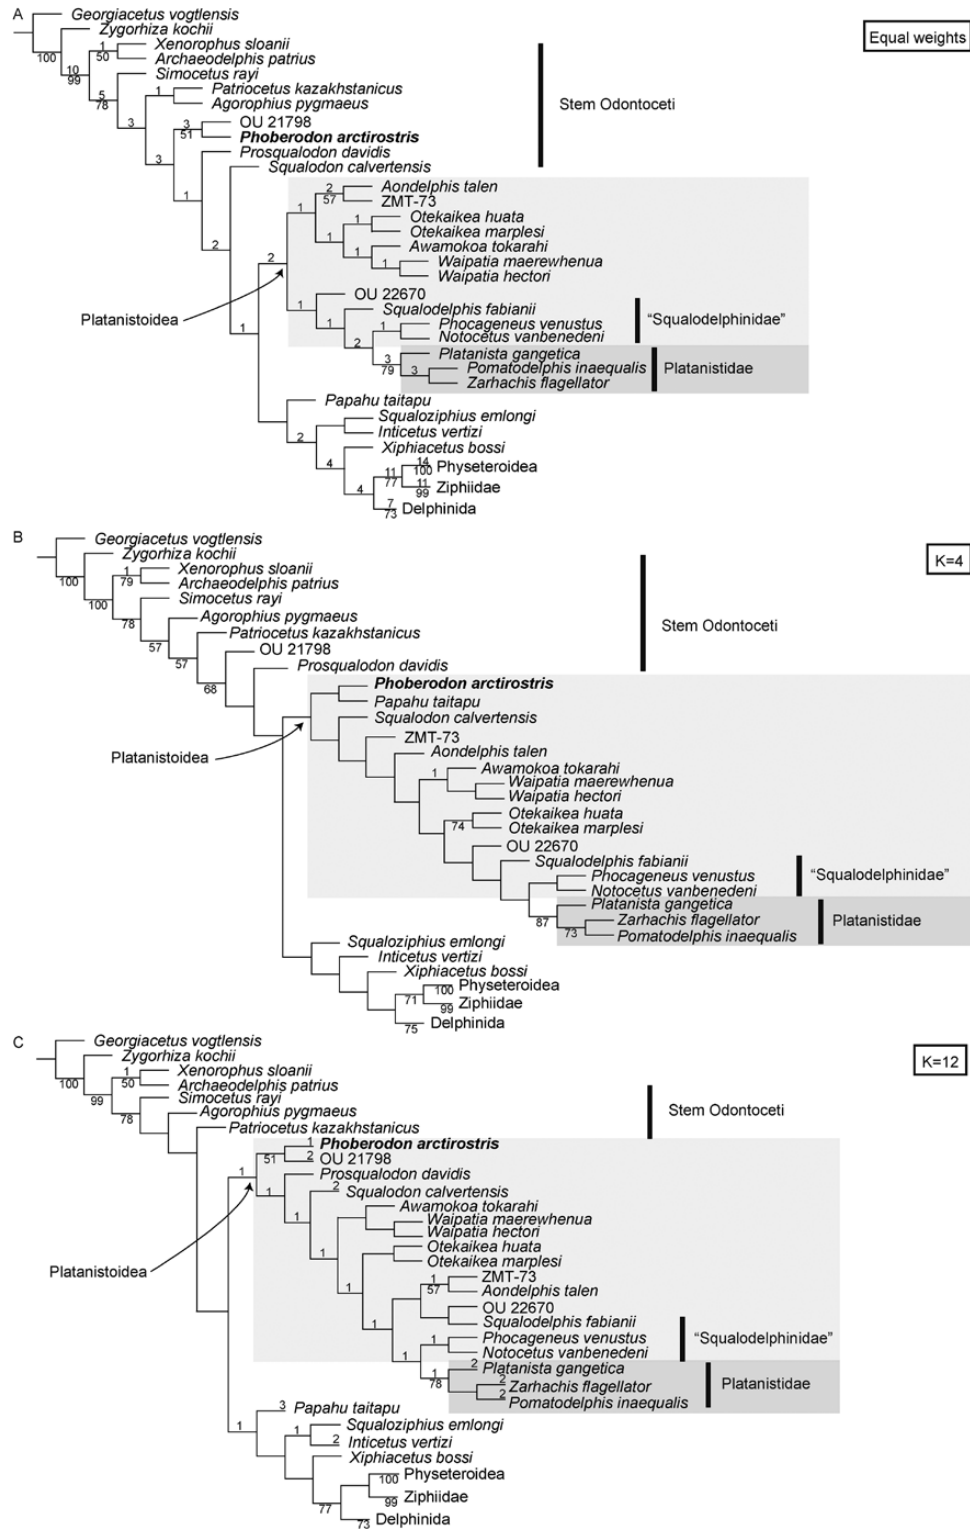 A
Georgiacetus vogtlensis
Equal weights
Zygorhiza kochii
100
1
Xenorophus sloanii
10
50
99
Archaeodelphis patrius
Simocetus rayi
5
78
1
Patriocetus kazakhstanicus
Agorophius pygmaeus
Stem Odontoceti
3
3
OU 21798
51
Phoberodon arctirostris
3
Prosqualodon davidis
Squalodon calvertensis
1
2
Aondelphis talen
57
ZMT-73
1
1
Otekaikea huata
Otekaikea marplesi
1
2
1
Awamokoa tokarahi
2
1
Waipatia maerewhenua
Waipatia hectori
OU 22670
1
Squalodelphis fabianii
Platanistoidea
1
1
Phocageneus venustus
"Squalodelphinidae"
Notocetus vanbenedeni
1
2
3
79
Platanista gangetica
3
Pomatodelphis inaequalis
Platanistidae
Zarhachis flagellator
Papahu taitapu
Squaloziphius emlongi
2
Inticetus vertizi
Xiphiacetus bossi
4
14
100
Physeteroidea
11
77
4
11
99
Ziphiidae
7
73
Delphinida
B
Georgiacetus vogtlensis
K=4
Zygorhiza kochii
100
1
79
Xenorophus sloanii
Archaeodelphis patrius
100
Simocetus rayi
78
Agorophius pygmaeus
57
Patriocetus kazakhstanicus
57
Stem Odontoceti
OU 21798
68
Prosqualodon davidis
Phoberodon arctirostris
Papahu taitapu
Squalodon calvertensis
ZMT-73
Platanistoidea
Aondelphis talen
1
Awamokoa tokarahi
Waipatia maerewhenua
Waipatia hectori
Otekaikea huata
74
Otekaikea marplesi
OU 22670
Squalodelphis fabianii
Phocageneus venustus
"Squalodelphinidae"
Notocetus vanbenedeni
Platanista gangetica
87
Zarhachis flagellator
Platanistidae
73
Pomatodelphis inaequalis
Squaloziphius emlongi
Inticetus vertizi
Xiphiacetus bossi
100
Physeteroidea
71
99
Ziphiidae
75
Delphinida
C
Georgiacetus vogtlensis
K=12
Zygorhiza kochii
100
1
50
Xenorophus sloanii
Archaeodelphis patrius
99
Simocetus rayi
78
Agorophius pygmaeus
Stem Odontoceti
Patriocetus kazakhstanicus
1
Phoberodon arctirostris
51
2
OU 21798
1
Prosqualodon davidis
1
2
Squalodon calvertensis
Awamokoa tokarahi
1
Waipatia maerewhenua
Waipatia hectori
1
Otekaikea huata
Otekaikea marplesi
Platanistoidea
1
57
ZMT-73
1
Aondelphis talen
OU 22670
1
Squalodelphis fabianii
1
Phocageneus venustus
"Squalodelphinidae"
1
Notocetus vanbenedeni
1
78
2
Platanista gangetica
2
Zarhachis flagellator
Platanistidae
2
Pomatodelphis inaequalis
3
Papahu taitapu
1
1
Squaloziphius emlongi
2
Inticetus vertizi
Xiphiacetus bossi
100
Physeteroidea
77
99
Ziphiidae
73
Delphinida